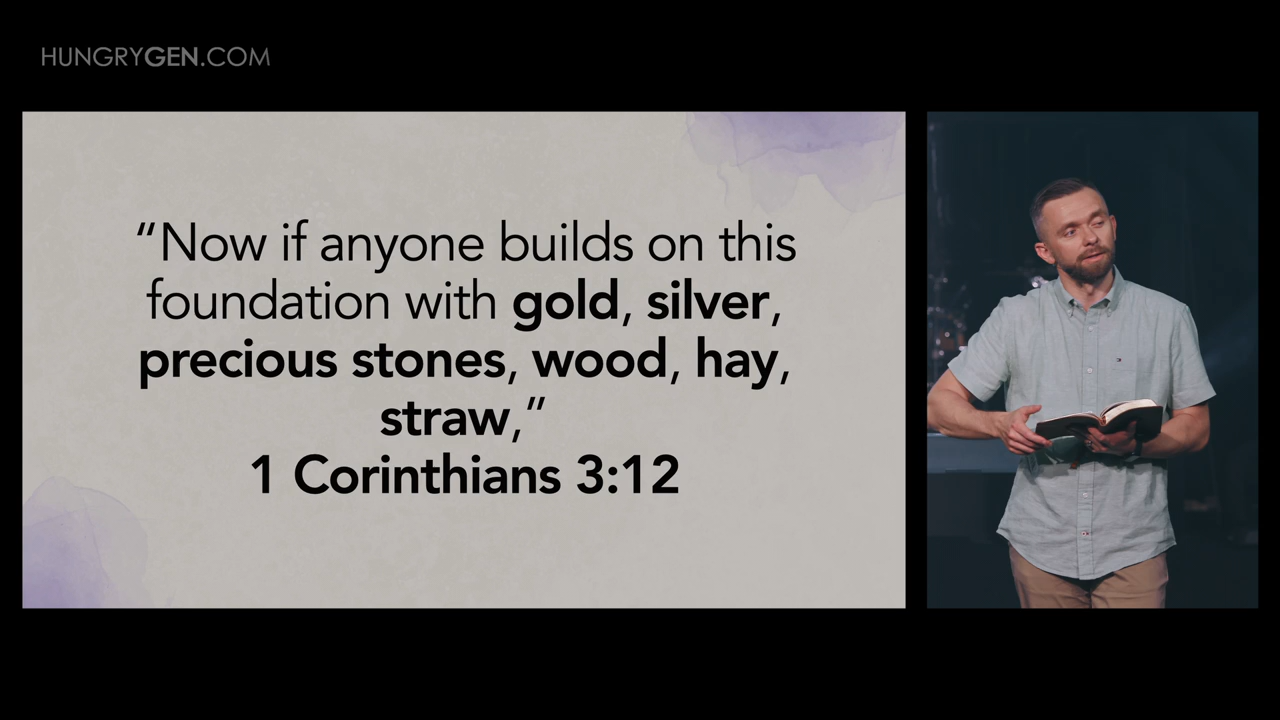 HUNGRYGEN.COM
“Now if anyone builds on this
foundation with gold, silver,
precious stones, wood, hay,
straw,”
1 Corinthians 3:12